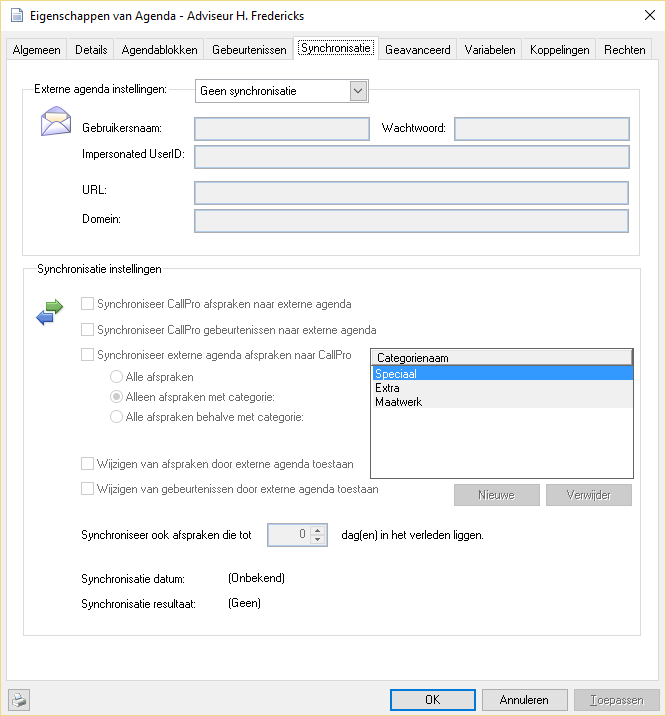 Eigenschappen van Agenda - Adviseur H. Fredericks
Algemeen Details Agendablokken Gebeurtenissen Synchronisatie Geavanceerd Variabelen Koppelingen Rechten
Externe agenda instellingen: Geen synchronisatie
Gebruikersnaam: Wachtwoord:
Impersonated UserID:
URL:
Domein:
Synchronisatie instellingen
Synchroniseer CallPro afspraken naar externe agenda
Synchroniseer CallPro gebeurtenissen naar externe agenda
Synchroniseer externe agenda afspraken naar CallPro
Categorienaam
Alle afspraken
Speciaal
Alleen afspraken met categorie:
Extra
Maatwerk
Alle afspraken behalve met categorie:
Wijzigen van afspraken door externe agenda toestaan
Wijzigen van gebeurtenissen door externe agenda toestaan
Nieuwe Verwijder
Synchroniseer ook afspraken die tot 0 dag(en) in het verleden liggen.
Synchronisatie datum: (Onbekend)
Synchronisatie resultaat: (Geen)
OK Annuleren Toepassen